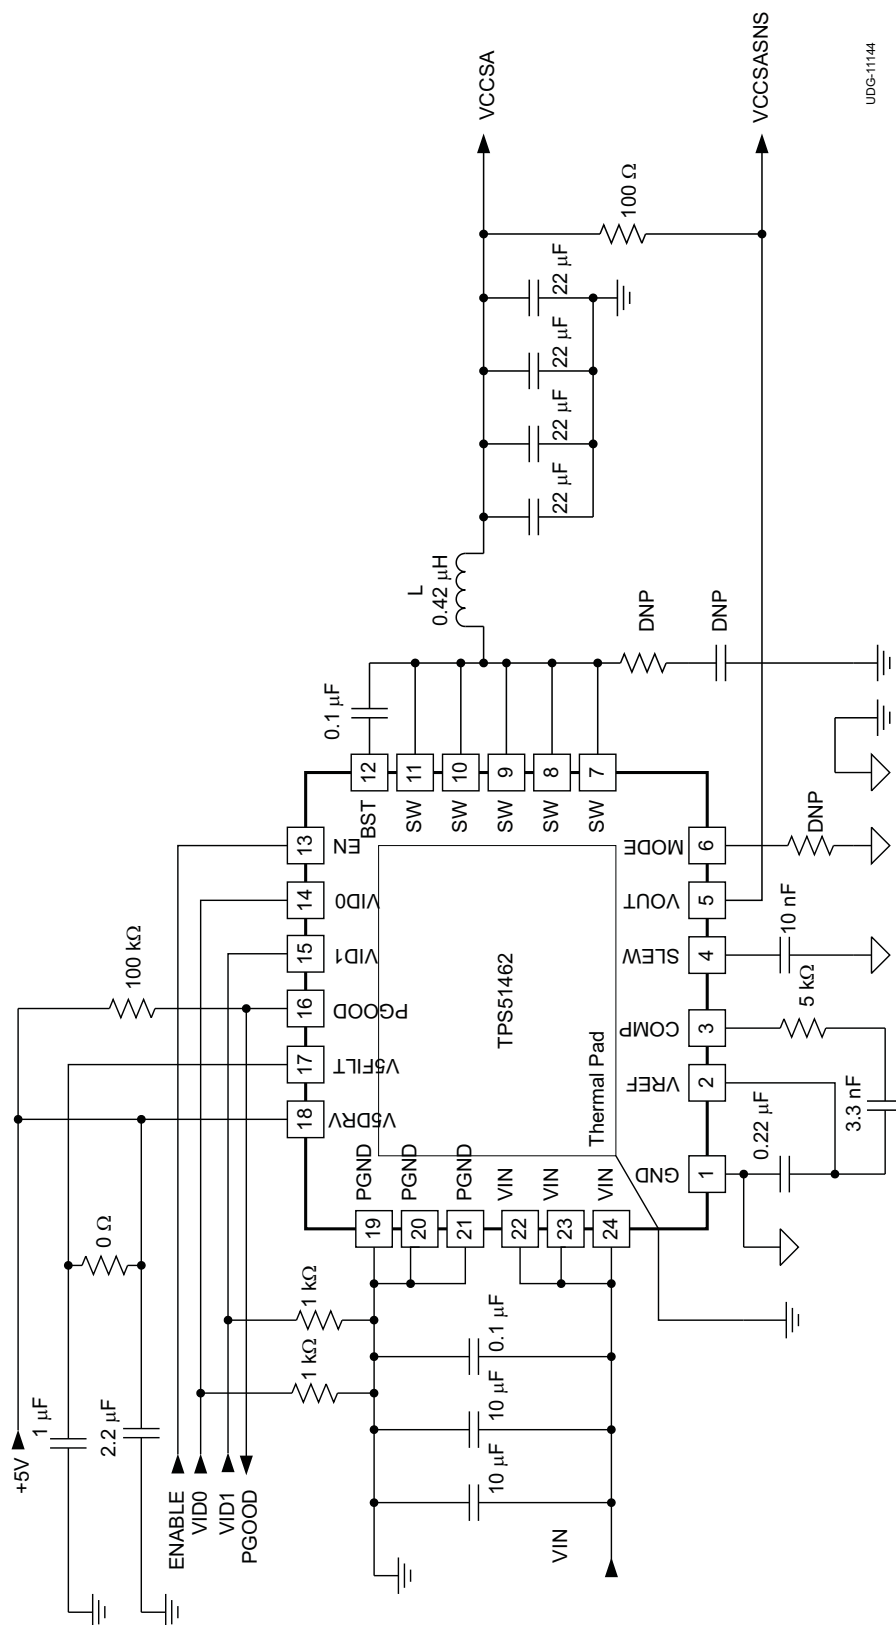 +5V
1 µF
2.2 µF
0 Ω
100 kΩ
ENABLE
VID0
VID1
PGOOD
1 kΩ
1 kΩ
18
17
16
15
14
13
V5DRV
V5FILT
PGOOD
VID1
VID0
EN
19
20
21
22
23
24
PGND
PGND
PGND
VIN
VIN
VIN
10 µF
10 µF
0.1 µF
VIN
TPS51462
Thermal Pad
BST
SW
SW
SW
SW
SW
12
11
10
9
8
7
0.1 µF
L
0.42 µH
22 µF
22 µF
22 µF
22 µF
VCCSA
100 Ω
VCCSASNS
DNP
DNP
GND
VREF
COMP
SLEW
VOUT
MODE
1
2
3
4
5
6
0.22 µF
3.3 nF
5 kΩ
10 nF
DNP
UDG-11144